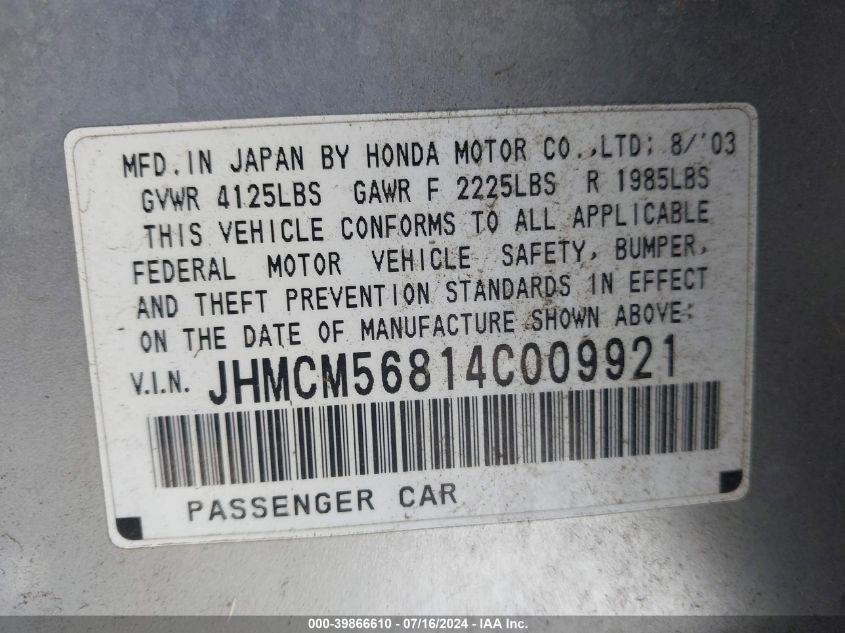 MFD. IN JAPAN BY HONDA MOTOR CO.,LTD: 8/'03
GVWR 4125LBS GAWR F 2225LBS R 1985LBS
THIS VEHICLE CONFORMS TO ALL APPLICABLE
FEDERAL MOTOR VEHICLE SAFETY, BUMPER,
AND THEFT PREVENTION STANDARDS IN EFFECT
ON THE DATE OF MANUFACTURE SHOWN ABOVE:
V.I.N. JHMCM56814C009921
PASSENGER CAR
000-39866610 - 07/16/2024 - IAA Inc.